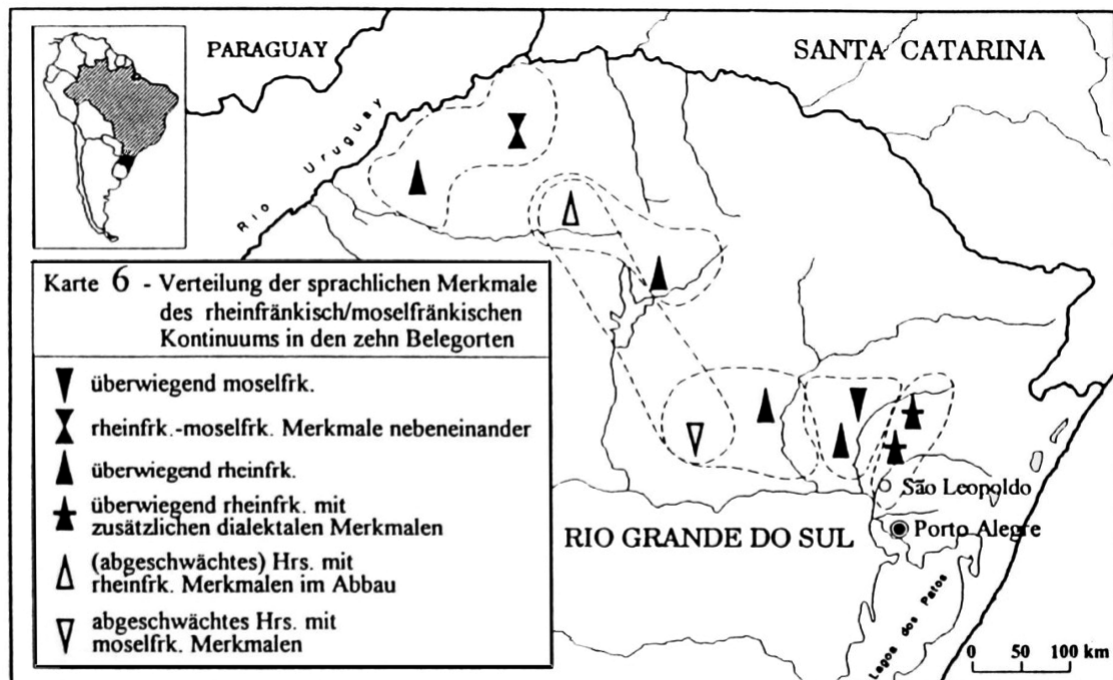 PARAGUAY
SANTA CATARINA
Rio Uruguay
Karte 6 - Verteilung der sprachlichen Merkmale
des rheinfränkisch/moselfränkischen
Kontinuums in den zehn Belegorten
überwiegend moselfrk.
rheinfrk.-moselfrk. Merkmale nebeneinander
überwiegend rheinfrk.
überwiegend rheinfrk. mit
zusätzlichen dialektalen Merkmalen
(abgeschwächtes) Hrs. mit
rheinfrk. Merkmalen im Abbau
abgeschwächtes Hrs. mit
moselfrk. Merkmalen
São Leopoldo
RIO GRANDE DO SUL
Porto Alegre
Lagoa dos Patos
0 50 100 km